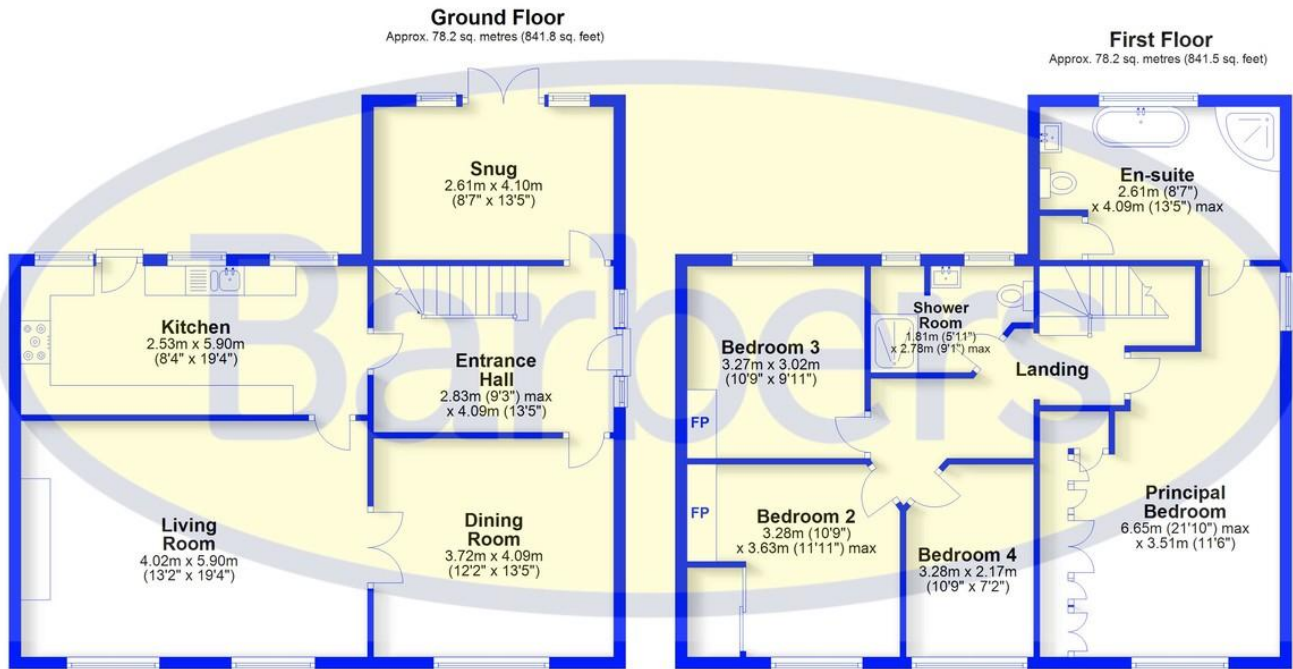 Ground Floor
Approx. 78.2 sq. metres (841.8 sq. feet)
Snug
2.61m x 4.10m
(8'7" x 13'5")
Kitchen
2.53m x 5.90m
(8'4" x 19'4")
Entrance
Hall
2.83m (9'3") max
x 4.09m (13'5")
Living
Room
4.02m x 5.90m
(13'2" x 19'4")
Dining
Room
3.72m x 4.09m
(12'2" x 13'5")
First Floor
Approx. 78.2 sq. metres (841.5 sq. feet)
En-suite
2.61m (8'7")
x 4.09m (13'5") max
Shower
Room
1.81m (5'11")
x 2.78m (9'1") max
Bedroom 3
3.27m x 3.02m
(10'9" x 9'11")
Landing
FP
FP
Bedroom 2
3.28m (10'9")
x 3.63m (11'11") max
Bedroom 4
3.28m x 2.17m
(10'9" x 7'2")
Principal
Bedroom
6.65m (21'10") max
x 3.51m (11'6")
Barbers